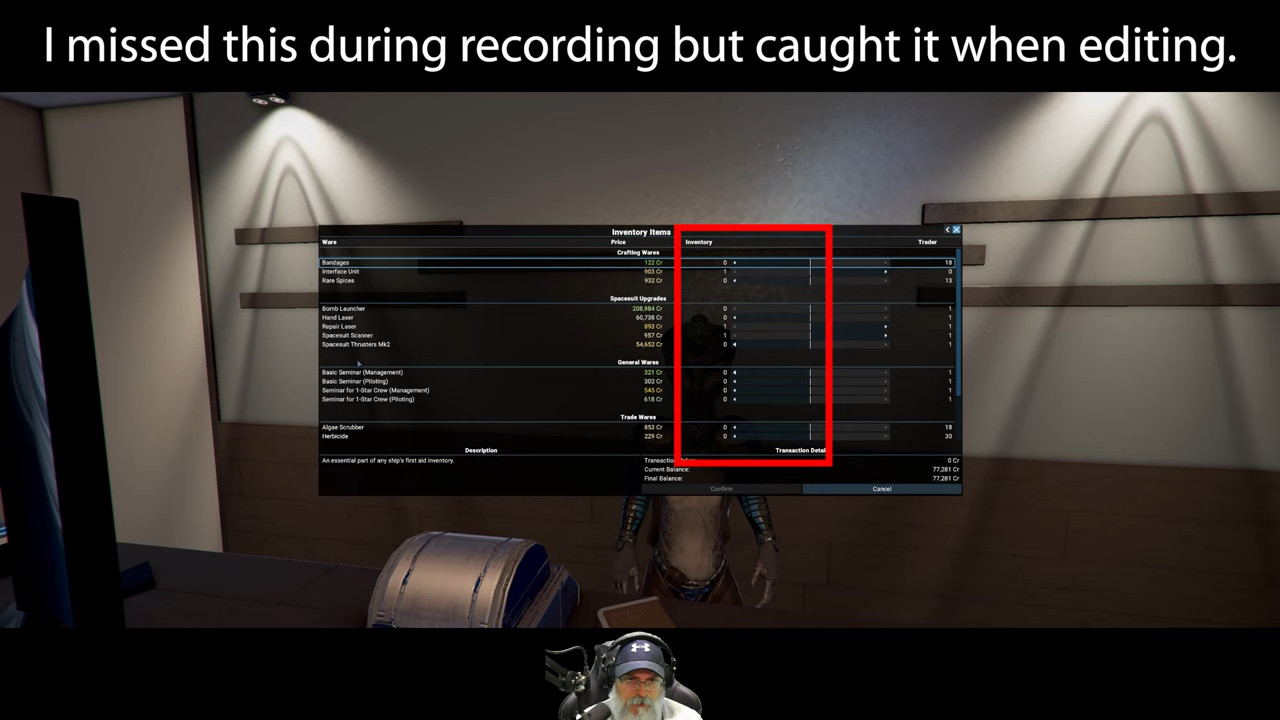 I missed this during recording but caught it when editing.
Inventory Items
Ware Price Inventory Trader
Crafting Wares
Bandages 122 Cr 0 18
Interface Unit 903 Cr 1 0
Rare Spices 932 Cr 0 13
Spacesuit Upgrades
Bomb Launcher 208,984 Cr 0 1
Hand Laser 60,738 Cr 0 1
Repair Laser 893 Cr 1 1
Spacesuit Scanner 957 Cr 1 1
Spacesuit Thrusters Mk2 54,652 Cr 0 1
General Wares
Basic Seminar (Management) 321 Cr 0 1
Basic Seminar (Piloting) 302 Cr 0 1
Seminar for 1-Star Crew (Management) 545 Cr 0 1
Seminar for 1-Star Crew (Piloting) 618 Cr 0 1
Trade Wares
Algae Scrubber 853 Cr 0 18
Herbicide 229 Cr 0 30
Description Transaction Detail
An essential part of any ship's first aid inventory. Transaction 0 Cr
Current Balance: 77,281 Cr
Final Balance: 77,281 Cr
Confirm Cancel